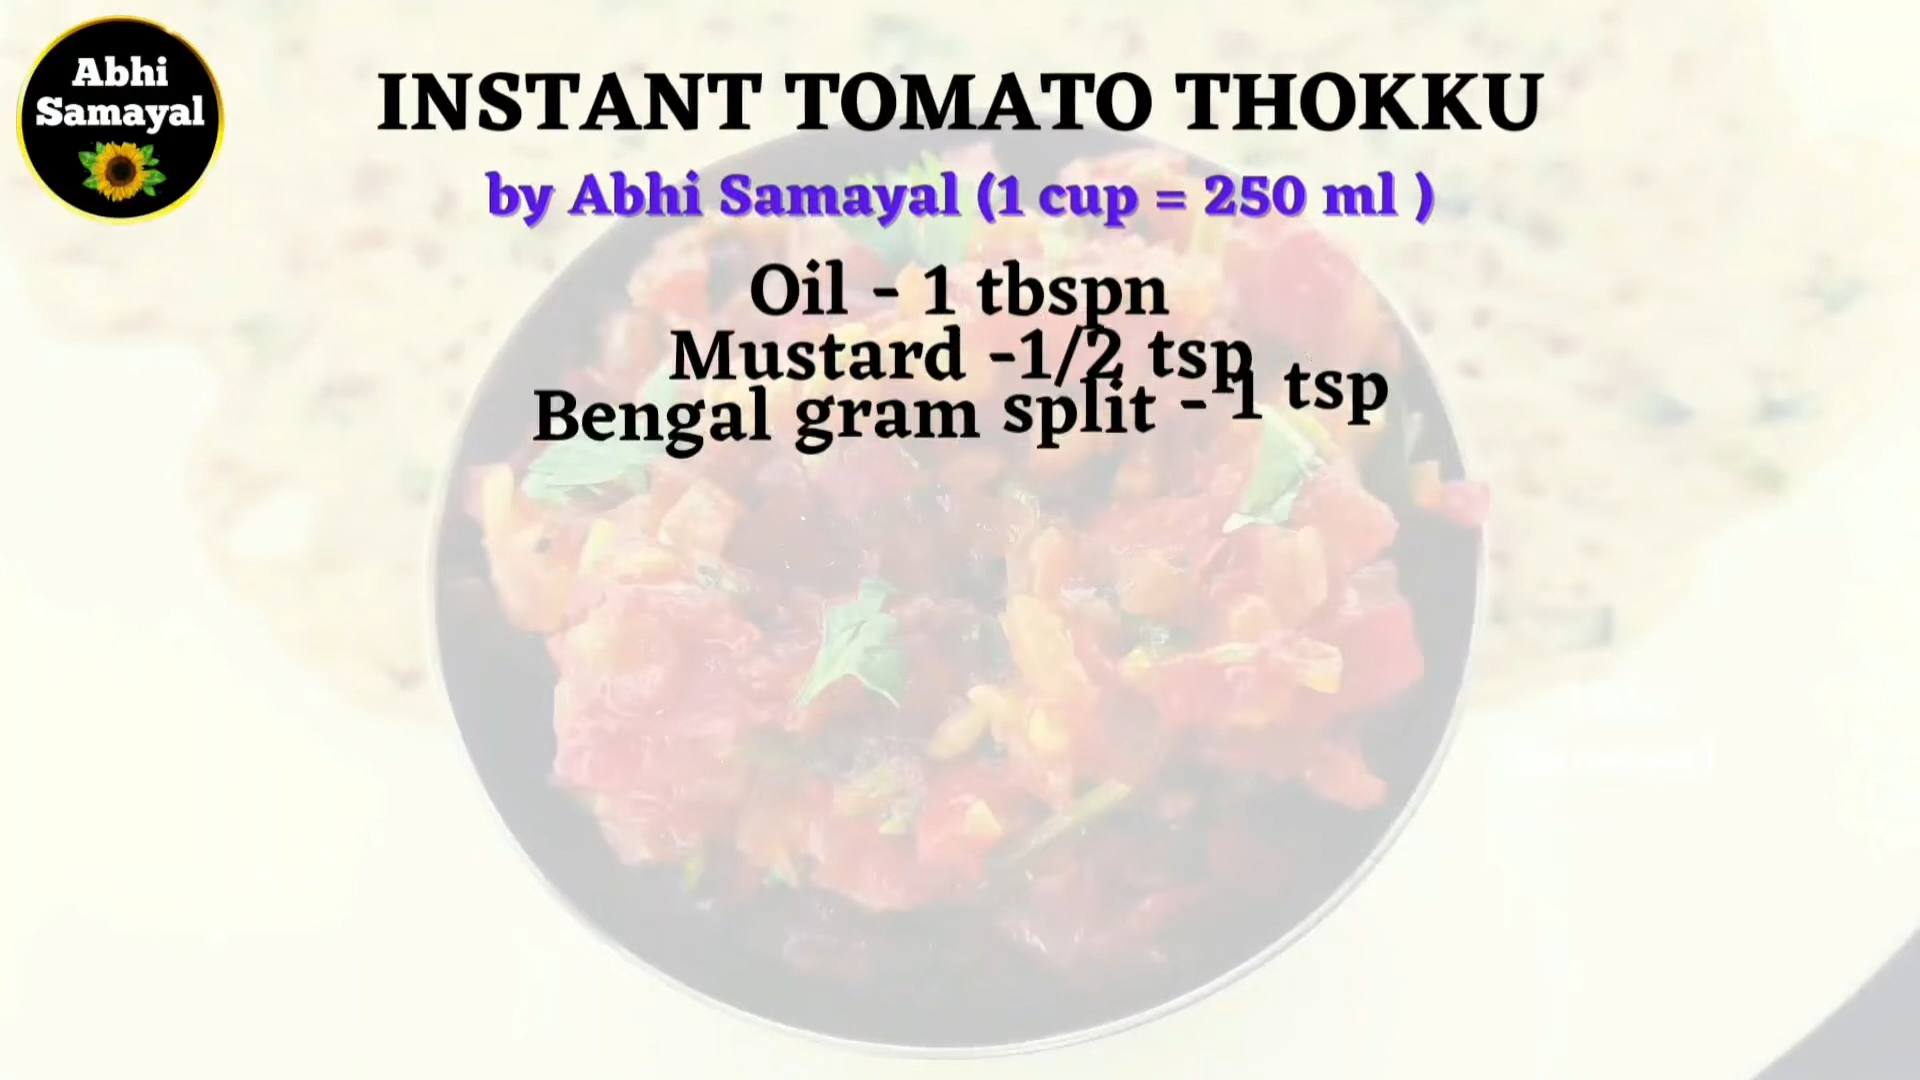 Abhi
Samayal
INSTANT TOMATO THOKKU
by Abhi Samayal (1 cup = 250 ml )
Oil - 1 tbspn
Mustard -1/2 tsp
Bengal gram split - 1 tsp